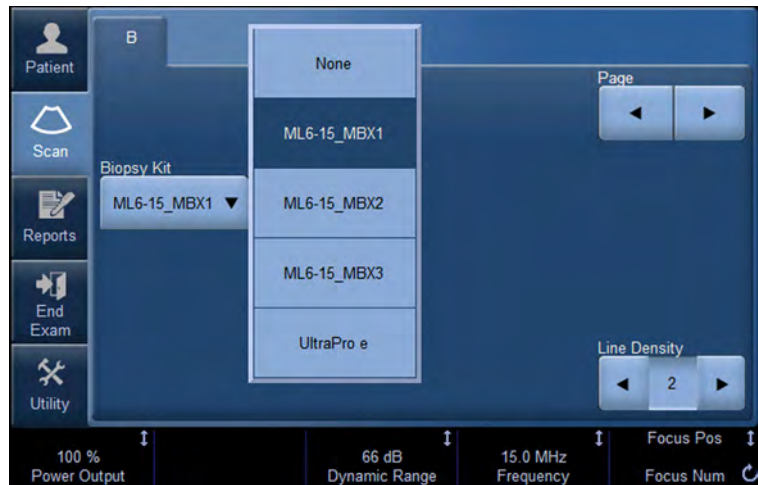 Patient
Scan
Reports
End
Exam
Utility
B
Biopsy Kit
ML6-15_MBX1
None
ML6-15_MBX1
ML6-15_MBX2
ML6-15_MBX3
UltraPro e
Page
Line Density
2
100 %
Power Output
66 dB
Dynamic Range
15.0 MHz
Frequency
Focus Pos
Focus Num